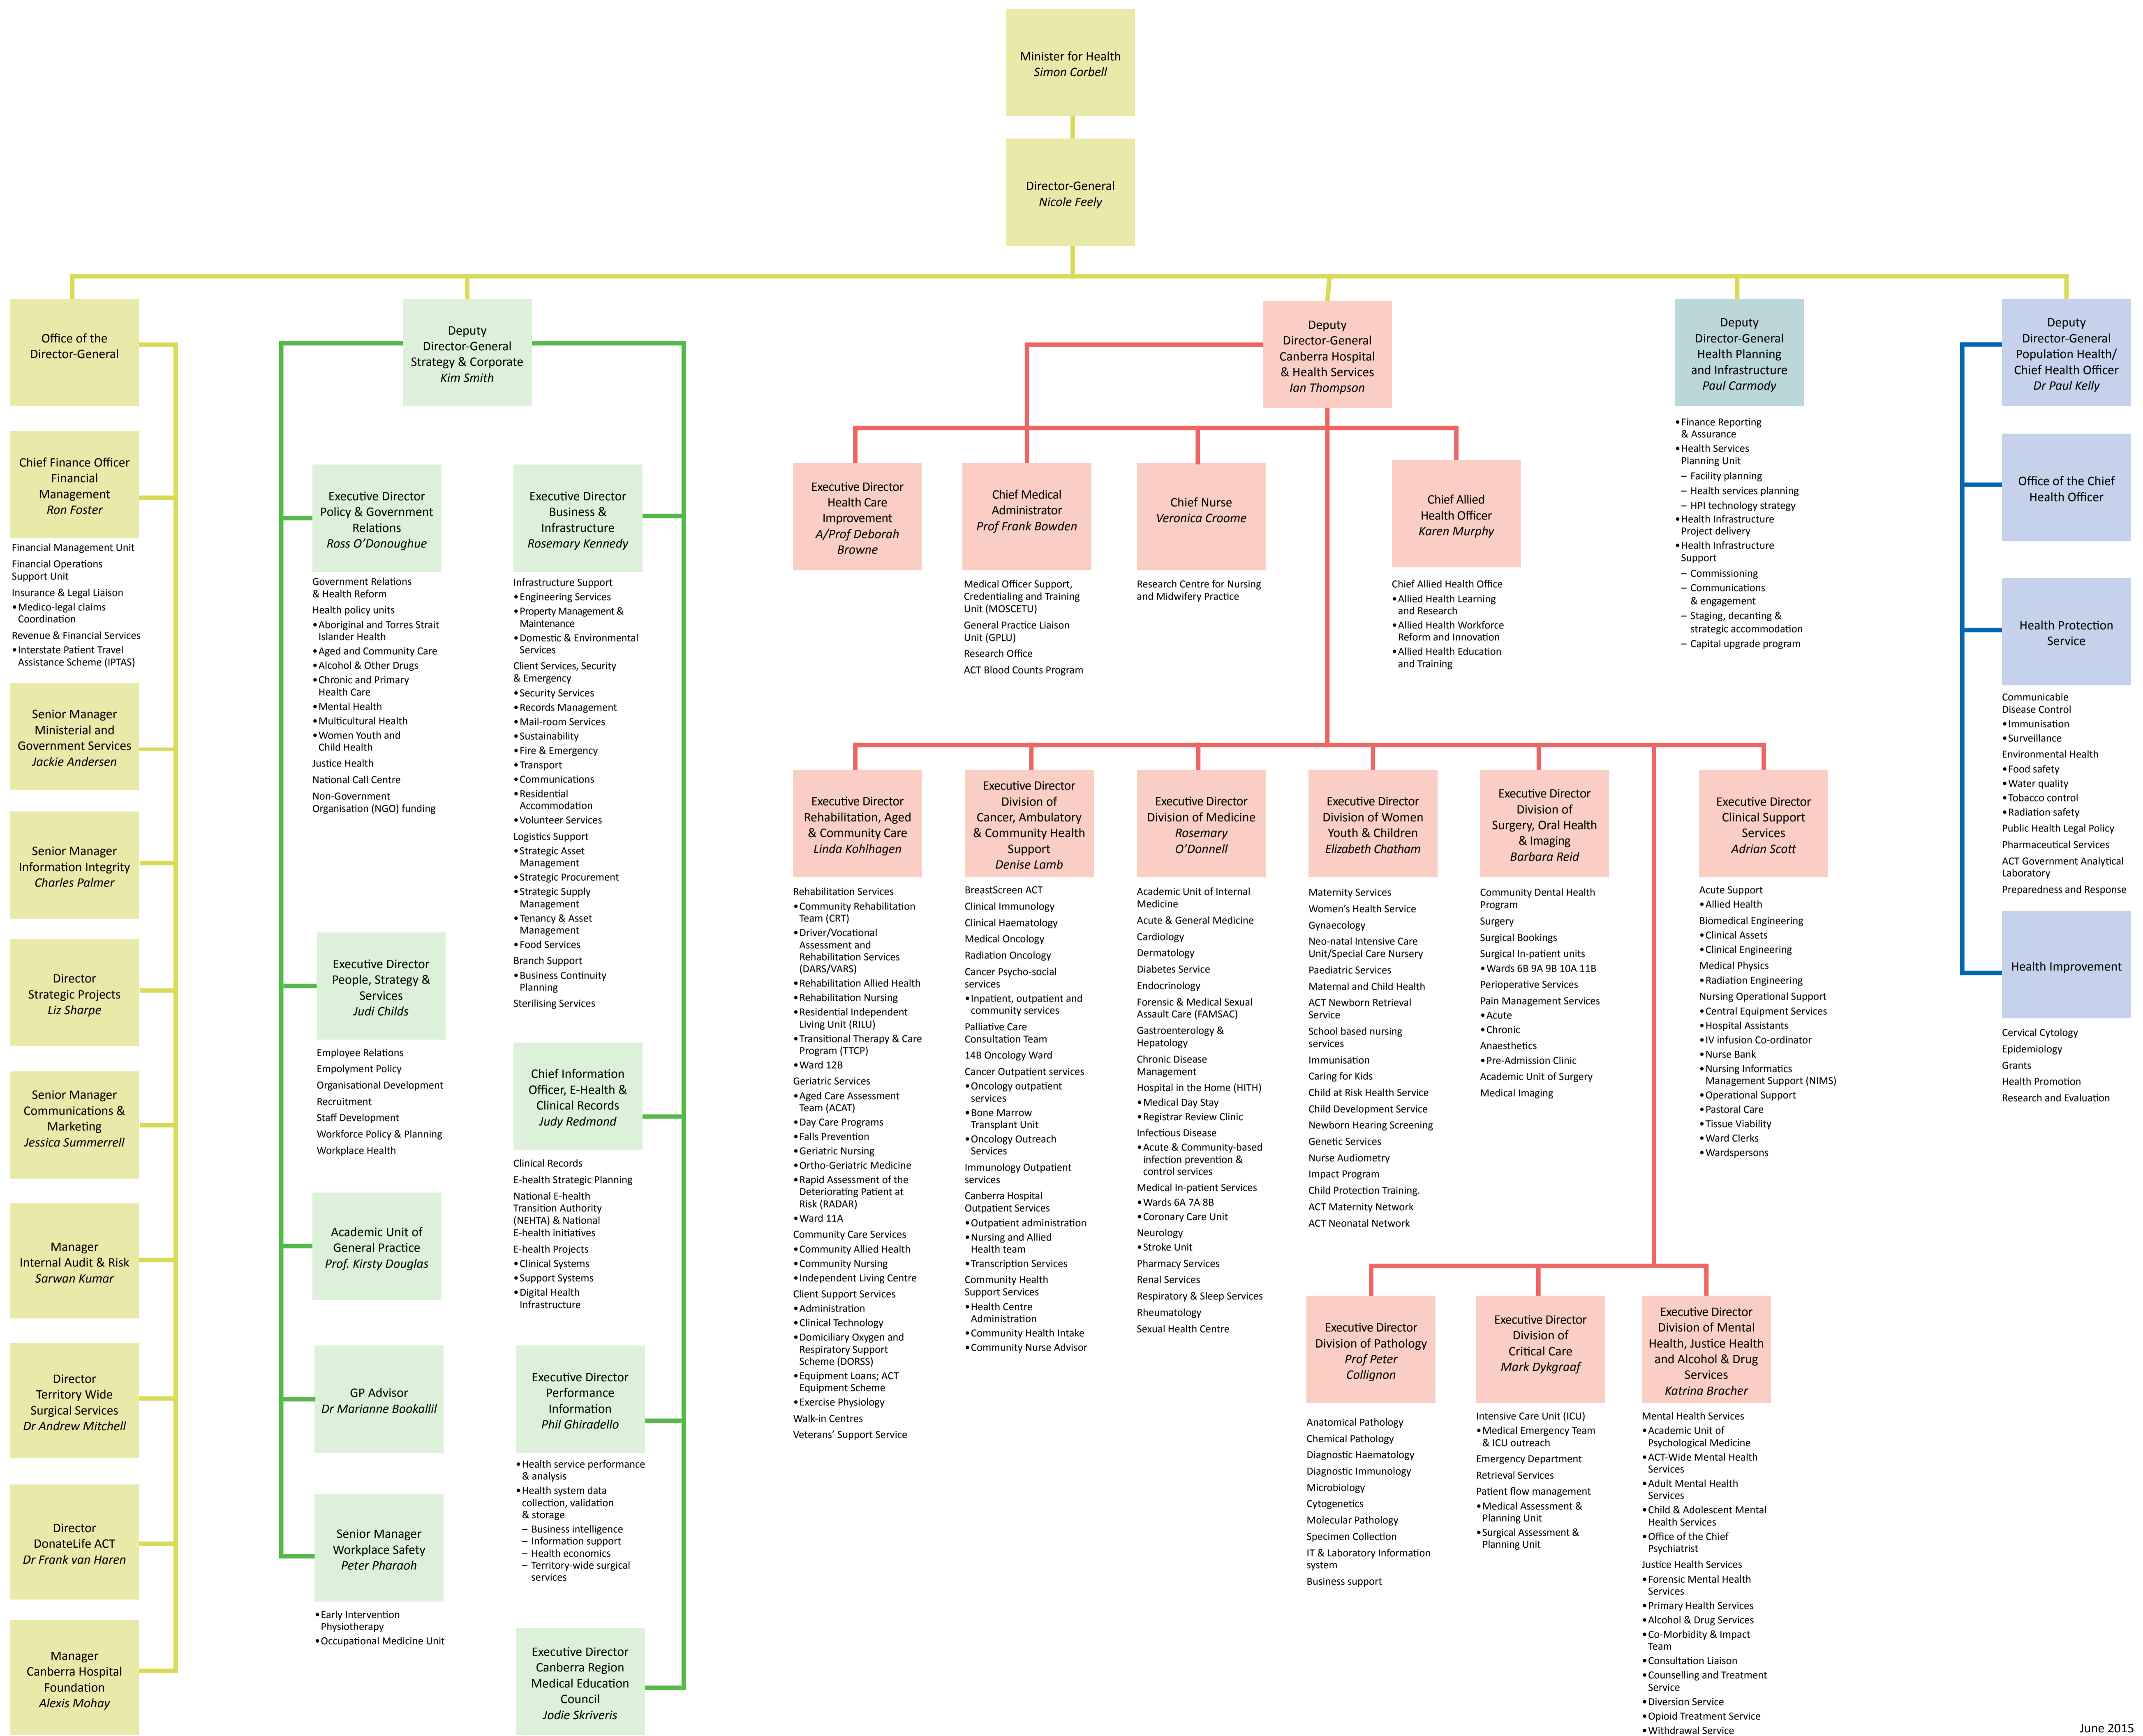 Minister for Health
Simon Corbell
Director-General
Nicole Feely
Office of the
Director-General
Chief Finance Officer
Financial
Management
Ron Foster
Financial Management Unit
Financial Operations
Support Unit
Insurance & Legal Liaison
• Medico-legal claims
Coordination
Revenue & Financial Services
• Interstate Patient Travel
Assistance Scheme (IPTAS)
Senior Manager
Ministerial and
Government Services
Jackie Andersen
Senior Manager
Information Integrity
Charles Palmer
Director
Strategic Projects
Liz Sharpe
Senior Manager
Communications &
Marketing
Jessica Summerrell
Manager
Internal Audit & Risk
Sarwan Kumar
Director
Territory Wide
Surgical Services
Dr Andrew Mitchell
Director
DonateLife ACT
Dr Frank van Haren
Manager
Canberra Hospital
Foundation
Alexis Mohay
Deputy
Director-General
Strategy & Corporate
Kim Smith
Executive Director
Policy & Government
Relations
Ross O’Donoughue
Government Relations
& Health Reform
Health policy units
• Aboriginal and Torres Strait
Islander Health
• Aged and Community Care
• Alcohol & Other Drugs
• Chronic and Primary
Health Care
• Mental Health
• Multicultural Health
• Women Youth and
Child Health
Justice Health
National Call Centre
Non-Government
Organisation (NGO) funding
Executive Director
People, Strategy &
Services
Judi Childs
Employee Relations
Empolyment Policy
Organisational Development
Recruitment
Staff Development
Workforce Policy & Planning
Workplace Health
Academic Unit of
General Practice
Prof. Kirsty Douglas
GP Advisor
Dr Marianne Bookallil
Senior Manager
Workplace Safety
Peter Pharaoh
• Early Intervention
Physiotherapy
• Occupational Medicine Unit
Executive Director
Business &
Infrastructure
Rosemary Kennedy
Infrastructure Support
• Engineering Services
• Property Management &
Maintenance
• Domestic & Environmental
Services
Client Services, Security
& Emergency
• Security Services
• Records Management
• Mail-room Services
• Sustainability
• Fire & Emergency
• Transport
• Communications
• Residential
Accommodation
• Volunteer Services
Logistics Support
• Strategic Asset
Management
• Strategic Procurement
• Strategic Supply
Management
• Tenancy & Asset
Management
• Food Services
Branch Support
• Business Continuity
Planning
Sterilising Services
Chief Information
Officer, E-Health &
Clinical Records
Judy Redmond
Clinical Records
E-health Strategic Planning
National E-health
Transition Authority
(NEHTA) & National
E-health initiatives
E-health Projects
• Clinical Systems
• Support Systems
• Digital Health
Infrastructure
Executive Director
Performance
Information
Phil Ghiradello
• Health service performance
& analysis
• Health system data
collection, validation
& storage
– Business intelligence
– Information support
– Health economics
– Territory-wide surgical
services
Executive Director
Canberra Region
Medical Education
Council
Jodie Skriveris
Deputy
Director-General
Canberra Hospital
& Health Services
Ian Thompson
Executive Director
Health Care
Improvement
A/Prof Deborah
Browne
Chief Medical
Administrator
Prof Frank Bowden
Medical Officer Support,
Credentialing and Training
Unit (MOSCETU)
General Practice Liaison
Unit (GPLU)
Research Office
ACT Blood Counts Program
Chief Nurse
Veronica Croome
Research Centre for Nursing
and Midwifery Practice
Chief Allied
Health Officer
Karen Murphy
Chief Allied Health Office
• Allied Health Learning
and Research
• Allied Health Workforce
Reform and Innovation
• Allied Health Education
and Training
Executive Director
Rehabilitation, Aged
& Community Care
Linda Kohlhagen
Rehabilitation Services
• Community Rehabilitation
Team (CRT)
• Driver/Vocational
Assessment and
Rehabilitation Services
(DARS/VARS)
• Rehabilitation Allied Health
• Rehabilitation Nursing
• Residential Independent
Living Unit (RILU)
• Transitional Therapy & Care
Program (TTCP)
• Ward 12B
Geriatric Services
• Aged Care Assessment
Team (ACAT)
• Day Care Programs
• Falls Prevention
• Geriatric Nursing
• Ortho-Geriatric Medicine
• Rapid Assessment of the
Deteriorating Patient at
Risk (RADAR)
• Ward 11A
Community Care Services
• Community Allied Health
• Community Nursing
• Independent Living Centre
Client Support Services
• Administration
• Clinical Technology
• Domiciliary Oxygen and
Respiratory Support
Scheme (DORSS)
• Equipment Loans; ACT
Equipment Scheme
• Exercise Physiology
Walk-in Centres
Veterans’ Support Service
Executive Director
Division of
Cancer, Ambulatory
& Community Health
Support
Denise Lamb
BreastScreen ACT
Clinical Immunology
Clinical Haematology
Medical Oncology
Radiation Oncology
Cancer Psycho-social
services
• Inpatient, outpatient and
community services
Palliative Care
Consultation Team
14B Oncology Ward
Cancer Outpatient services
• Oncology outpatient
services
• Bone Marrow
Transplant Unit
• Oncology Outreach
Services
Immunology Outpatient
services
Canberra Hospital
Outpatient Services
• Outpatient administration
• Nursing and Allied
Health team
• Transcription Services
Community Health
Support Services
• Health Centre
Administration
• Community Health Intake
• Community Nurse Advisor
Executive Director
Division of Medicine
Rosemary
O’Donnell
Academic Unit of Internal
Medicine
Acute & General Medicine
Cardiology
Dermatology
Diabetes Service
Endocrinology
Forensic & Medical Sexual
Assault Care (FAMSAC)
Gastroenterology &
Hepatology
Chronic Disease
Management
Hospital in the Home (HITH)
• Medical Day Stay
• Registrar Review Clinic
Infectious Disease
• Acute & Community-based
infection prevention &
control services
Medical In-patient Services
• Wards 6A 7A 8B
• Coronary Care Unit
Neurology
• Stroke Unit
Pharmacy Services
Renal Services
Respiratory & Sleep Services
Rheumatology
Sexual Health Centre
Executive Director
Division of Women
Youth & Children
Elizabeth Chatham
Maternity Services
Women’s Health Service
Gynaecology
Neo-natal Intensive Care
Unit/Special Care Nursery
Paediatric Services
Maternal and Child Health
ACT Newborn Retrieval
Service
School based nursing
services
Immunisation
Caring for Kids
Child at Risk Health Service
Child Development Service
Newborn Hearing Screening
Genetic Services
Nurse Audiometry
Impact Program
Child Protection Training.
ACT Maternity Network
ACT Neonatal Network
Executive Director
Division of
Surgery, Oral Health
& Imaging
Barbara Reid
Community Dental Health
Program
Surgery
Surgical Bookings
Surgical In-patient units
• Wards 6B 9A 9B 10A 11B
Perioperative Services
Pain Management Services
• Acute
• Chronic
Anaesthetics
• Pre-Admission Clinic
Academic Unit of Surgery
Medical Imaging
Executive Director
Clinical Support
Services
Adrian Scott
Acute Support
• Allied Health
Biomedical Engineering
• Clinical Assets
• Clinical Engineering
Medical Physics
• Radiation Engineering
Nursing Operational Support
• Central Equipment Services
• Hospital Assistants
• IV infusion Co-ordinator
• Nurse Bank
• Nursing Informatics
Management Support (NIMS)
• Operational Support
• Pastoral Care
• Tissue Viability
• Ward Clerks
• Wardspersons
Executive Director
Division of Pathology
Prof Peter
Collignon
Anatomical Pathology
Chemical Pathology
Diagnostic Haematology
Diagnostic Immunology
Microbiology
Cytogenetics
Molecular Pathology
Specimen Collection
IT & Laboratory Information
system
Business support
Executive Director
Division of
Critical Care
Mark Dykgraaf
Intensive Care Unit (ICU)
• Medical Emergency Team
& ICU outreach
Emergency Department
Retrieval Services
Patient flow management
• Medical Assessment &
Planning Unit
• Surgical Assessment &
Planning Unit
Executive Director
Division of Mental
Health, Justice Health
and Alcohol & Drug
Services
Katrina Bracher
Mental Health Services
• Academic Unit of
Psychological Medicine
• ACT-Wide Mental Health
Services
• Adult Mental Health
Services
• Child & Adolescent Mental
Health Services
• Office of the Chief
Psychiatrist
Justice Health Services
• Forensic Mental Health
Services
• Primary Health Services
• Alcohol & Drug Services
• Co-Morbidity & Impact
Team
• Consultation Liaison
• Counselling and Treatment
Service
• Diversion Service
• Opioid Treatment Service
• Withdrawal Service
Deputy
Director-General
Health Planning
and Infrastructure
Paul Carmody
• Finance Reporting
& Assurance
• Health Services
Planning Unit
– Facility planning
– Health services planning
– HPI technology strategy
• Health Infrastructure
Project delivery
• Health Infrastructure
Support
– Commissioning
– Communications
& engagement
– Staging, decanting &
strategic accommodation
– Capital upgrade program
Deputy
Director-General
Population Health/
Chief Health Officer
Dr Paul Kelly
Office of the Chief
Health Officer
Health Protection
Service
Communicable
Disease Control
• Immunisation
• Surveillance
Environmental Health
• Food safety
• Water quality
• Tobacco control
• Radiation safety
Public Health Legal Policy
Pharmaceutical Services
ACT Government Analytical
Laboratory
Preparedness and Response
Health Improvement
Cervical Cytology
Epidemiology
Grants
Health Promotion
Research and Evaluation
June 2015